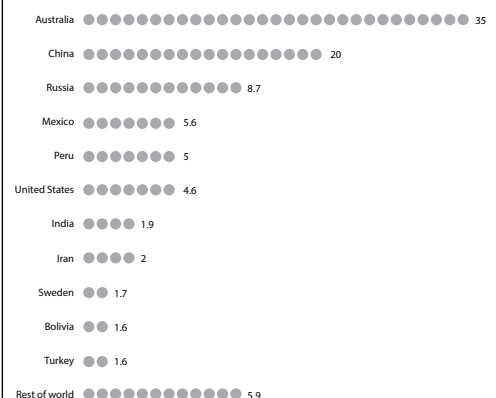 Australia 35
China 20
Russia 8.7
Mexico 5.6
Peru 5
United States 4.6
India 1.9
Iran 2
Sweden 1.7
Bolivia 1.6
Turkey 1.6
Rest of world 5.9